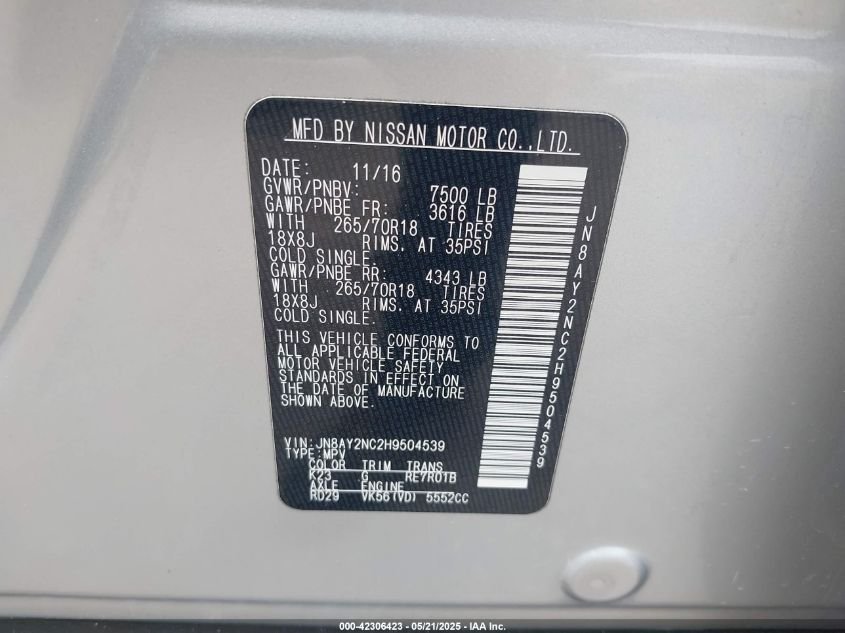 MFD BY NISSAN MOTOR CO.,LTD.
DATE: 11/16
GVWR/PNBV: 7500 LB
GAWR/PNBE FR: 3616 LB
WITH 265/70R18 TIRES
18X8J RIMS. AT 35PSI
COLD SINGLE.
GAWR/PNBE RR: 4343 LB
WITH 265/70R18 TIRES
18X8J RIMS. AT 35PSI
COLD SINGLE.
THIS VEHICLE CONFORMS TO
ALL APPLICABLE FEDERAL
MOTOR VEHICLE SAFETY
STANDARDS IN EFFECT ON
THE DATE OF MANUFACTURE
SHOWN ABOVE.
VIN:JN8AY2NC2H9504539
TYPE:MPV
COLOR TRIM TRANS
K23 G RE7R01B
AXLE ENGINE
RD29 VK56(VD) 5552CC
JN8AY2NC2H9504539
000-42306423 - 05/21/2025 - IAA Inc.